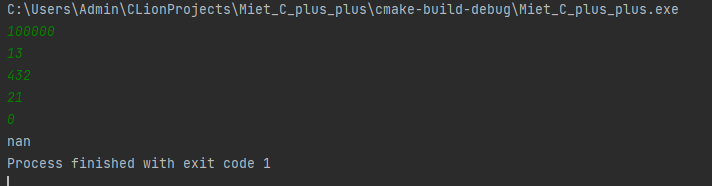 C:\Users\Admin\CLionProjects\Miet_C_plus_plus\cmake-build-debug\Miet_C_plus_plus.exe
100000
13
432
21
0
nan
Process finished with exit code 1